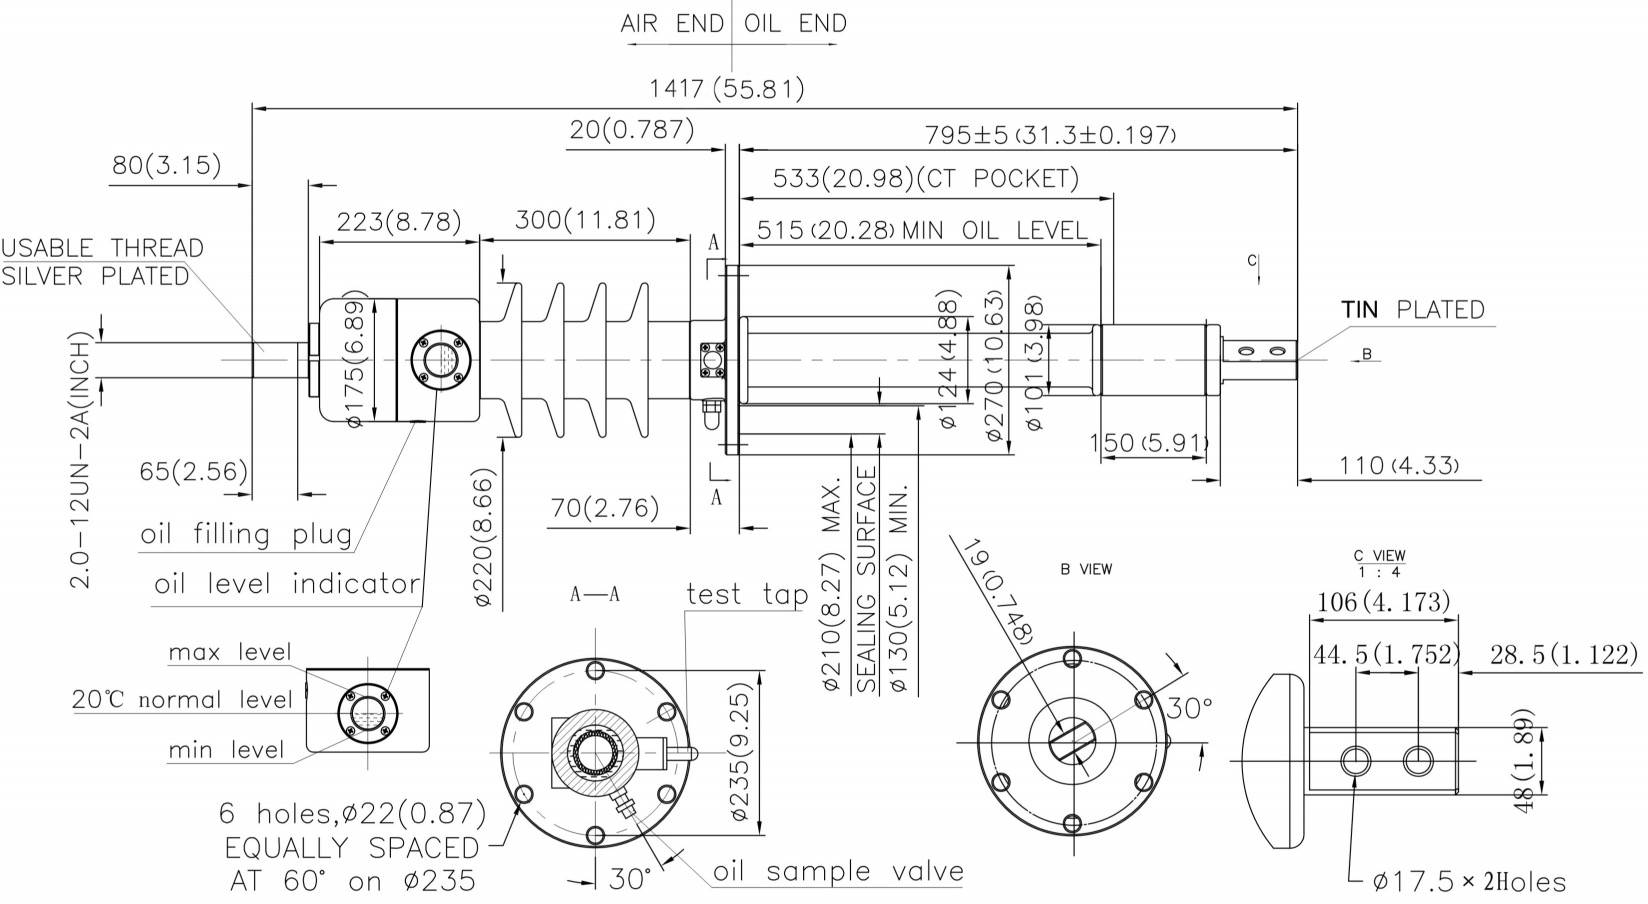 AIR END OIL END
1417 (55.81)
20(0.787)
795±5 (31.3±0.197)
80(3.15)
533(20.98)(CT POCKET)
223(8.78)
300(11.81)
515 (20.28) MIN OIL LEVEL
A
C
USABLE THREAD
SILVER PLATED
TIN PLATED
B
2.0-12UN-2A(INCH)
ø175(6.89)
ø124(4.88)
ø270(10.63)
ø101(3.98)
150(5.91)
110(4.33)
65(2.56)
70(2.76)
A
ø220(8.66)
ø210(8.27) MAX.
SEALING SURFACE
ø130(5.12) MIN.
oil filling plug
oil level indicator
max level
20℃ normal level
min level
A—A
test tap
ø235(9.25)
6 holes,ø22(0.87)
EQUALLY SPACED
AT 60° on ø235
30°
oil sample valve
19(0.748)
B VIEW
30°
C VIEW
1 : 4
106(4.173)
44.5(1.752)
28.5(1.122)
48(1.89)
ø17.5×2Holes